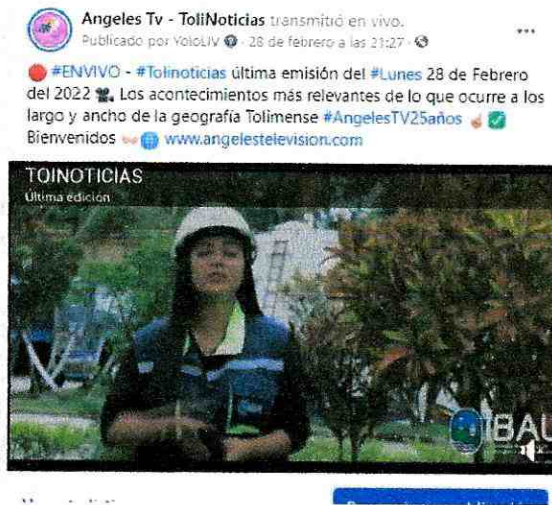 Angeles Tv - ToliNoticias transmitió en vivo.
Publicado por YoloLIV · 28 de febrero a las 21:27 ·
#ENVIVO - #Tolinoticias última emisión del #Lunes 28 de Febrero
del 2022 Los acontecimientos más relevantes de lo que ocurre a los
largo y ancho de la geografía Tolimense #AngelesTV25años
Bienvenidos www.angelestelevision.com
TOINOTICIAS
Última edición
IBAL